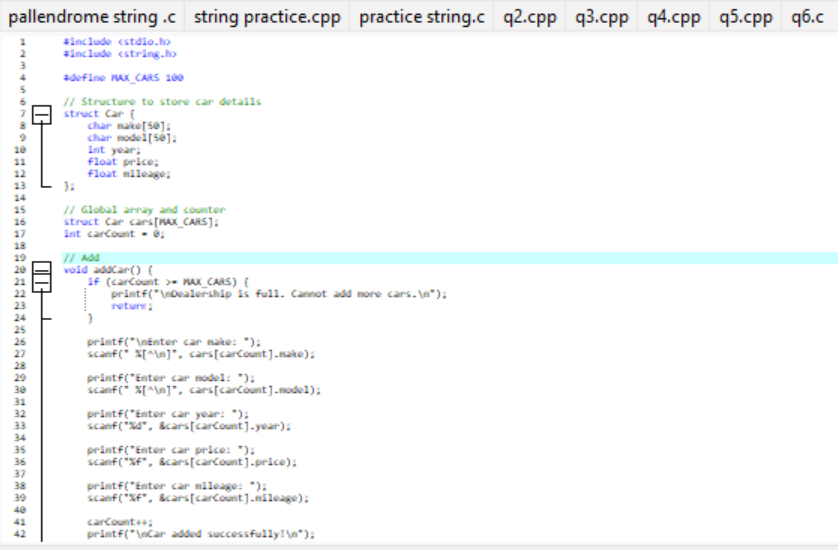 pallendrome string .c string practice.cpp practice string.c q2.cpp q3.cpp q4.cpp q5.cpp q6.c
1 #include <stdio.h>
2 #include <string.h>
3
4 #define MAX_CARS 100
5
6 // Structure to store car details
7 struct Car {
8     char make[50];
9     char model[50];
10     int year;
11     float price;
12     float mileage;
13 };
14
15 // Global array and counter
16 struct Car cars[MAX_CARS];
17 int carCount = 0;
18
19 // Add
20 void addCar() {
21     if (carCount >= MAX_CARS) {
22         printf("\nDealership is full. Cannot add more cars.\n");
23         return;
24     }
25
26     printf("\nEnter car make: ");
27     scanf(" %[^\n]", cars[carCount].make);
28
29     printf("Enter car model: ");
30     scanf(" %[^\n]", cars[carCount].model);
31
32     printf("Enter car year: ");
33     scanf("%d", &cars[carCount].year);
34
35     printf("Enter car price: ");
36     scanf("%f", &cars[carCount].price);
37
38     printf("Enter car mileage: ");
39     scanf("%f", &cars[carCount].mileage);
40
41     carCount++;
42     printf("\nCar added successfully!\n");